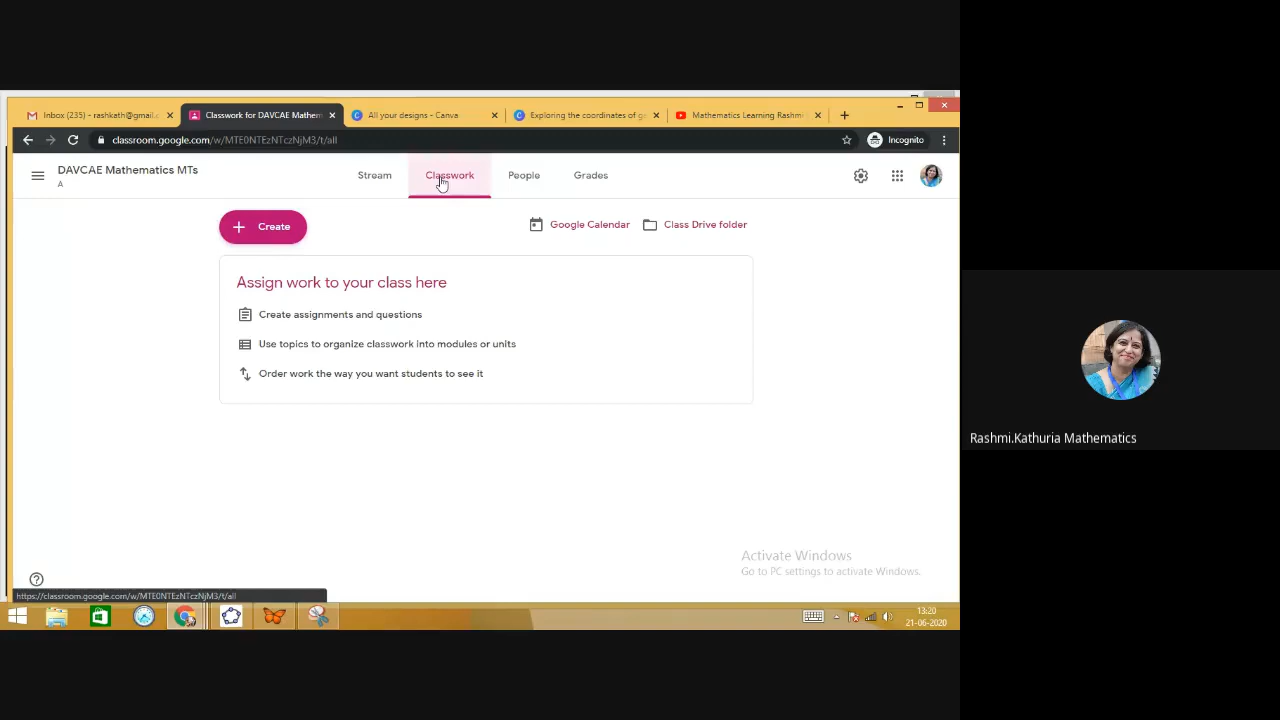 Inbox (235) - rashkath@gmail.c
Classwork for DAVCAE Mathem
All your designs - Canva
Exploring the coordinates of ge
Mathematics Learning Rashmi
classroom.google.com/w/MTE0NTEzNTczNjM3/t/all
Incognito
DAVCAE Mathematics MTs
A
Stream
Classwork
People
Grades
Create
Google Calendar
Class Drive folder
Assign work to your class here
Create assignments and questions
Use topics to organize classwork into modules or units
Order work the way you want students to see it
Rashmi.Kathuria Mathematics
Activate Windows
Go to PC settings to activate Windows.
https://classroom.google.com/w/MTE0NTEzNTczNjM3/t/all
13:20
21-06-2020